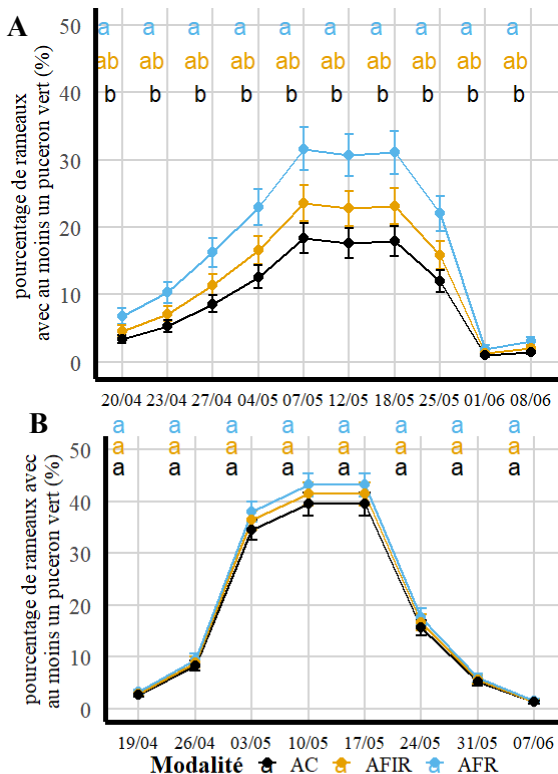 A
50
a a a a a a a a a a
ab ab ab ab ab ab ab ab ab ab
40
b b b b b b b b b b
30
20
10
0
pourcentage de rameaux
avec au moins un puceron vert (%)
20/04 23/04 27/04 04/05 07/05 12/05 18/05 25/05 01/06 08/06
B
a a a a a a a a
50
a a a a a a a a
a a a a a a a a
40
30
20
10
0
pourcentage de rameaux avec
au moins un puceron vert (%)
19/04 26/04 03/05 10/05 17/05 24/05 31/05 07/06
Modalité a AC a AFIR a AFR